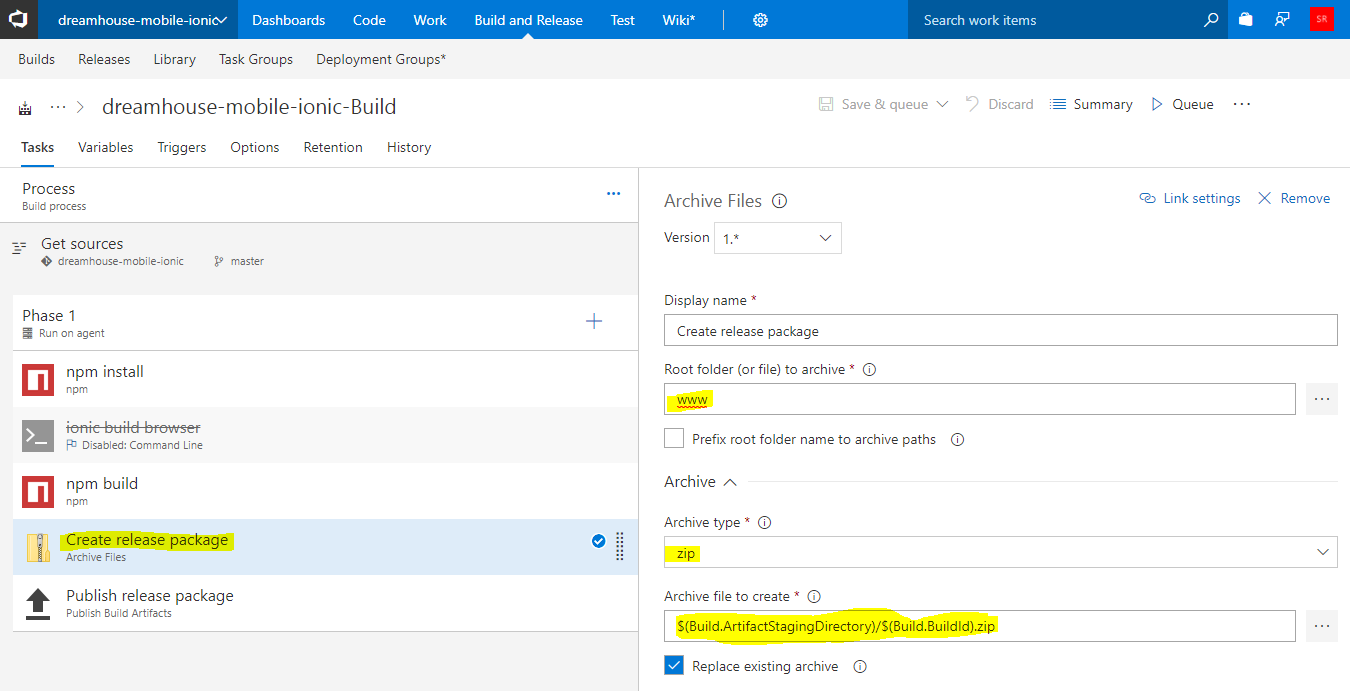 dreamhouse-mobile-ionic Dashboards Code Work Build and Release Test Wiki* Search work items SR
Builds Releases Library Task Groups Deployment Groups*
... > dreamhouse-mobile-ionic-Build Save & queue Discard Summary Queue ...
Tasks Variables Triggers Options Retention History
Process
Build process
Get sources
dreamhouse-mobile-ionic master
Phase 1
Run on agent
npm install
npm
ionic build browser
Disabled: Command Line
npm build
npm
Create release package
Archive Files
Publish release package
Publish Build Artifacts
Archive Files Link settings Remove
Version 1.*
Display name *
Create release package
Root folder (or file) to archive *
www
Prefix root folder name to archive paths
Archive
Archive type *
zip
Archive file to create *
$(Build.ArtifactStagingDirectory)/$(Build.BuildId).zip
Replace existing archive